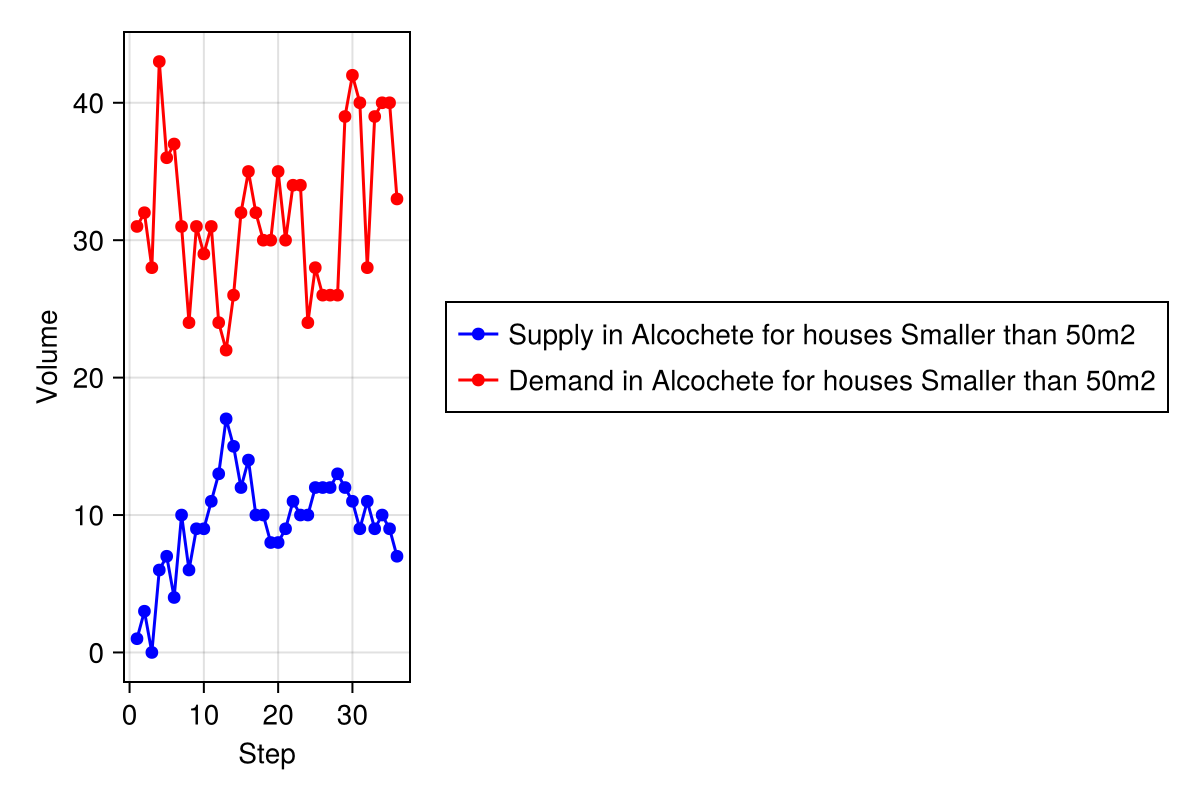 Volume
40
30
20
10
0
0 10 20 30
Step
Supply in Alcochete for houses Smaller than 50m2
Demand in Alcochete for houses Smaller than 50m2